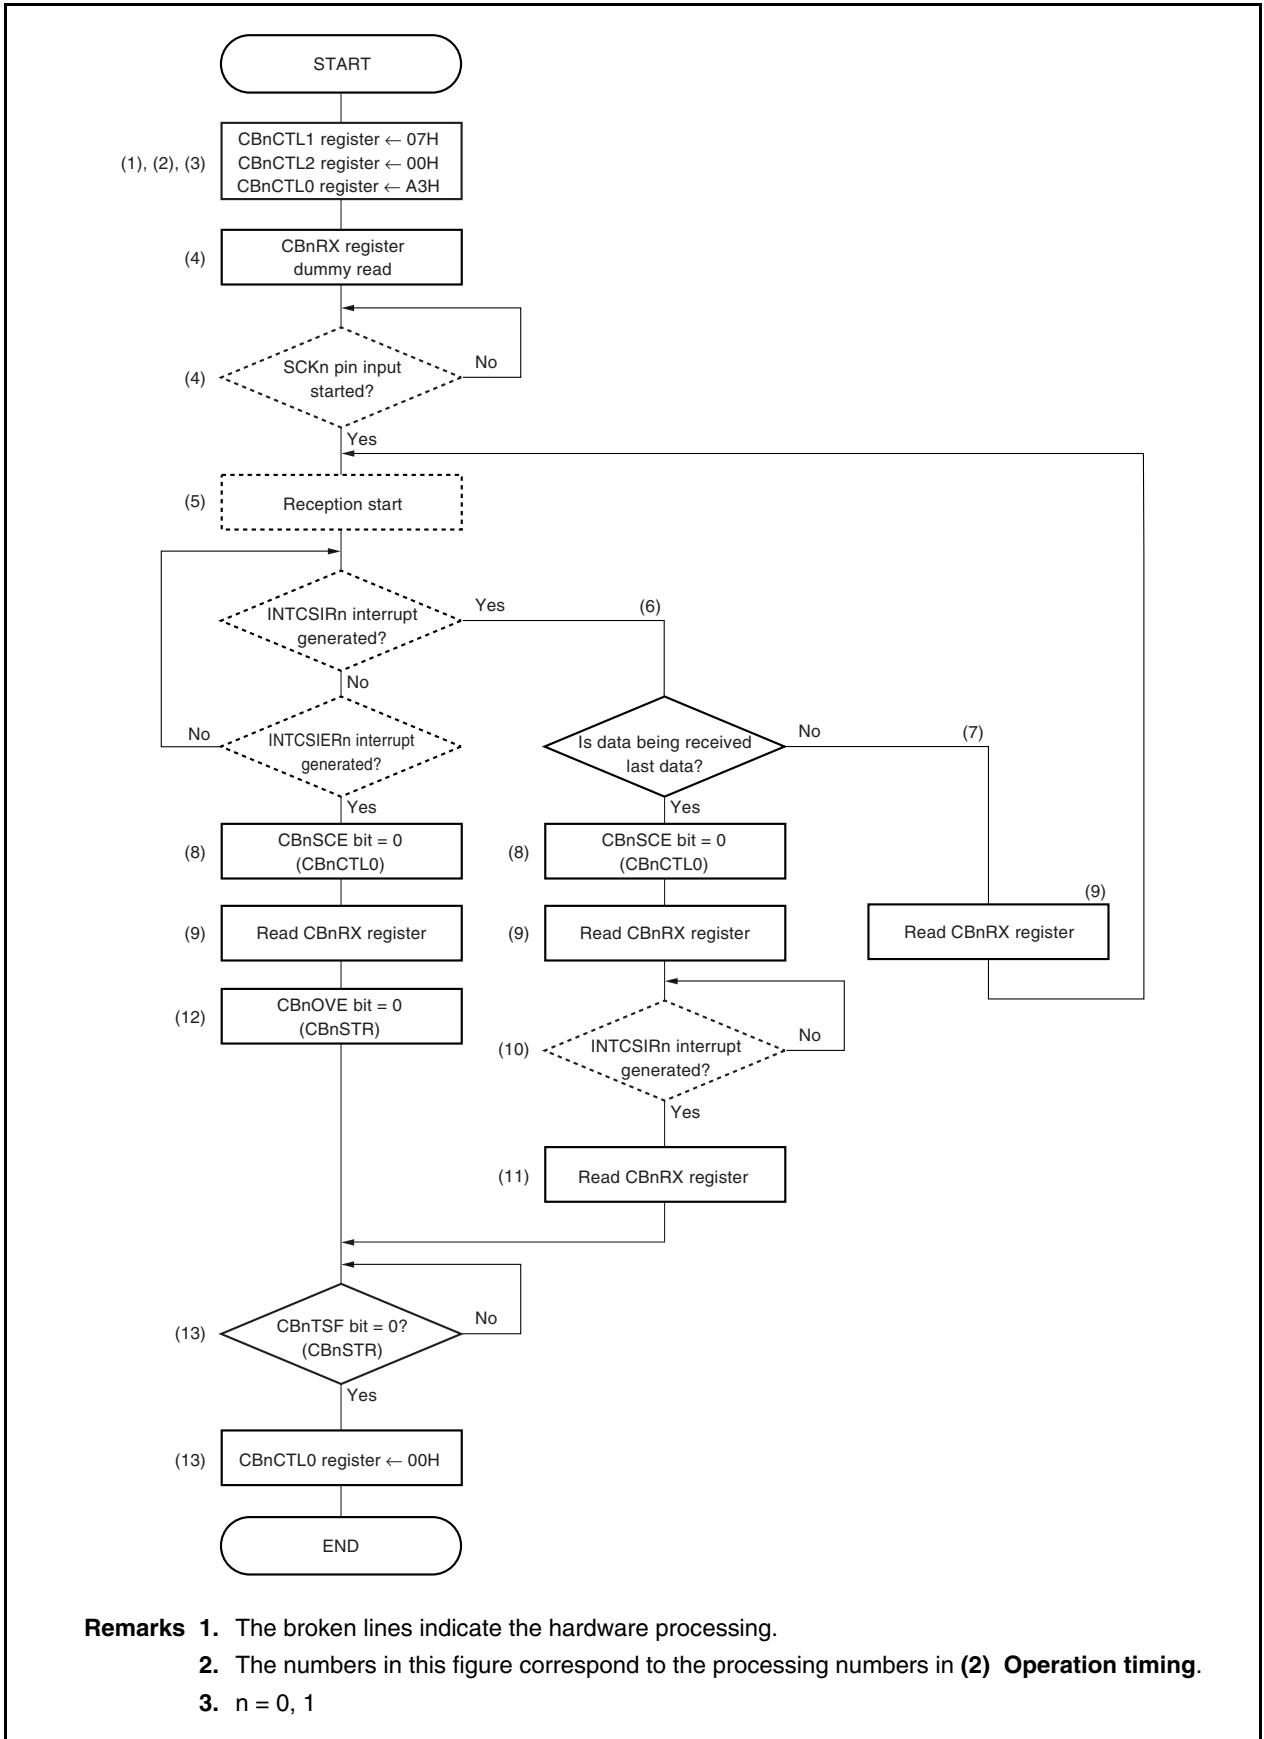 START
CBnCTL1 register ← 07H
(1), (2), (3)
CBnCTL2 register ← 00H
CBnCTL0 register ← A3H
(4)
CBnRX register
dummy read
(4)
SCKn pin input
started?
No
Yes
(5)
Reception start
INTCSIRn interrupt
generated?
Yes
(6)
No
INTCSIERn interrupt
generated?
No
Yes
Is data being received
last data?
No
(7)
Yes
(8)
CBnSCE bit = 0
(CBnCTL0)
(8)
CBnSCE bit = 0
(CBnCTL0)
(9)
Read CBnRX register
(9)
Read CBnRX register
(9)
Read CBnRX register
(12)
CBnOVE bit = 0
(CBnSTR)
(10)
INTCSIRn interrupt
generated?
No
Yes
(11)
Read CBnRX register
(13)
CBnTSF bit = 0?
(CBnSTR)
No
Yes
(13)
CBnCTL0 register ← 00H
END
Remarks 1. The broken lines indicate the hardware processing.
2. The numbers in this figure correspond to the processing numbers in (2) Operation timing.
3. n = 0, 1